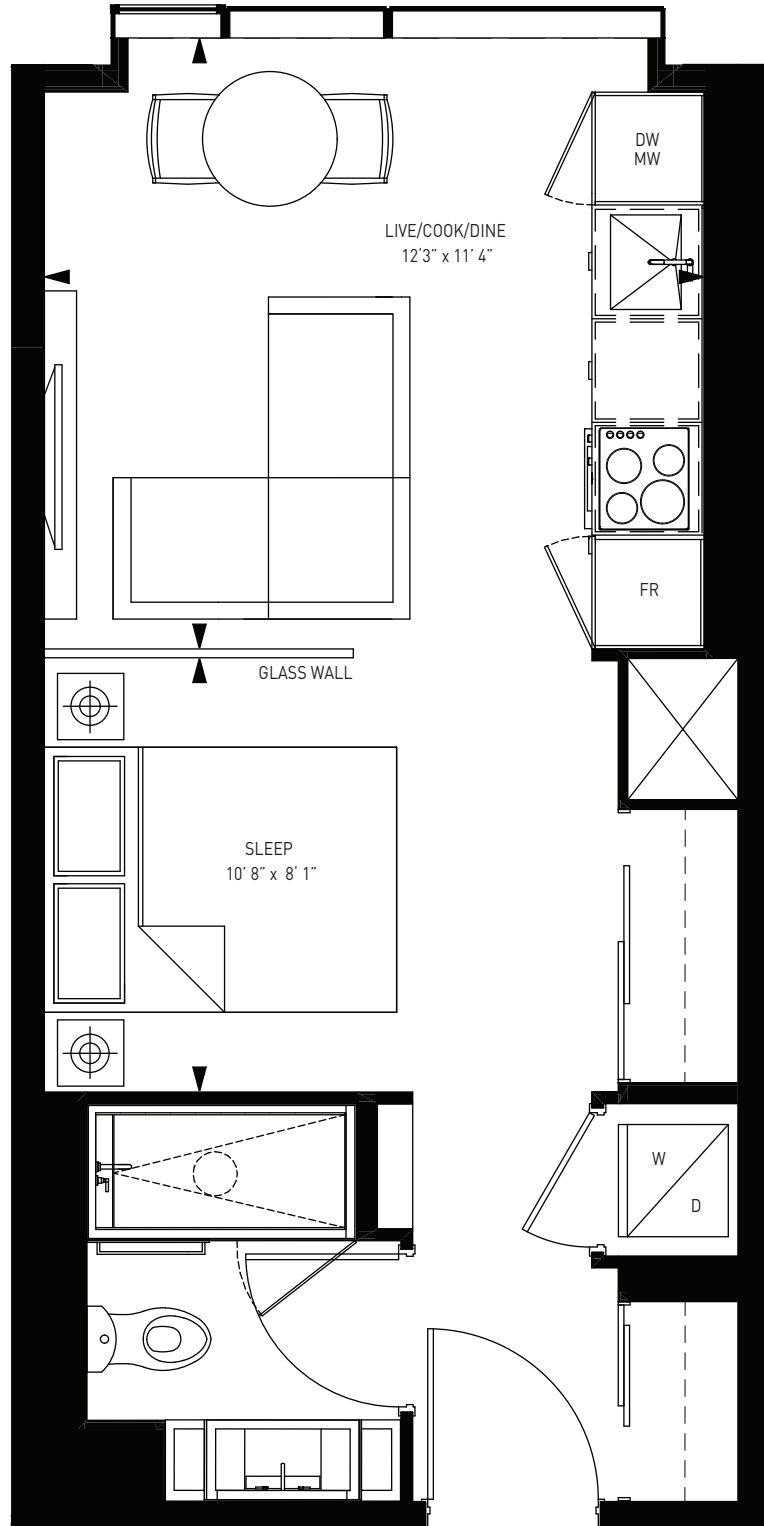 DW
MW
LIVE/COOK/DINE
12'3" x 11' 4"
FR
GLASS WALL
SLEEP
10' 8" x 8' 1"
W
D